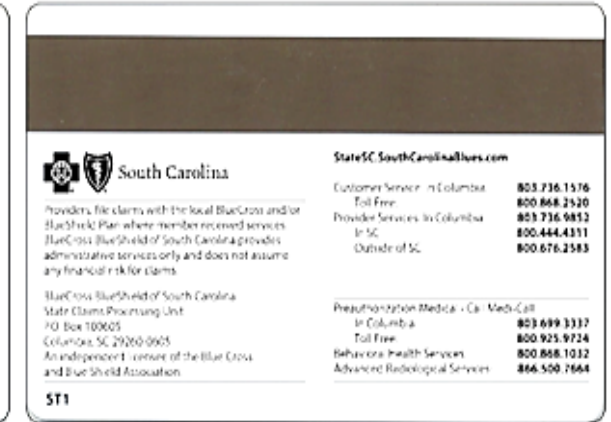 South Carolina
Providers, file claims with the local BlueCross and/or
BlueShield Plan where member received services.
BlueCross BlueShield of South Carolina provides
administrative services only and does not assume
any financial risk for claims.
BlueCross BlueShield of South Carolina
State Claims Processing Unit
PO Box 100605
Columbia, SC 29260-0605
An independent licensee of the Blue Cross
and Blue Shield Association
ST1
StateSC.SouthCarolinaBlues.com
Customer Service In Columbia 803.736.1576
Toll Free 800.868.2520
Provider Services In Columbia 803.736.9852
In SC 800.444.4311
Outside of SC 800.676.2583
Preauthorization Medical - Call Medi-Call
In Columbia 803.699.3337
Toll Free 800.925.9724
Behavioral Health Services 800.868.1032
Advanced Radiological Services 866.500.7664